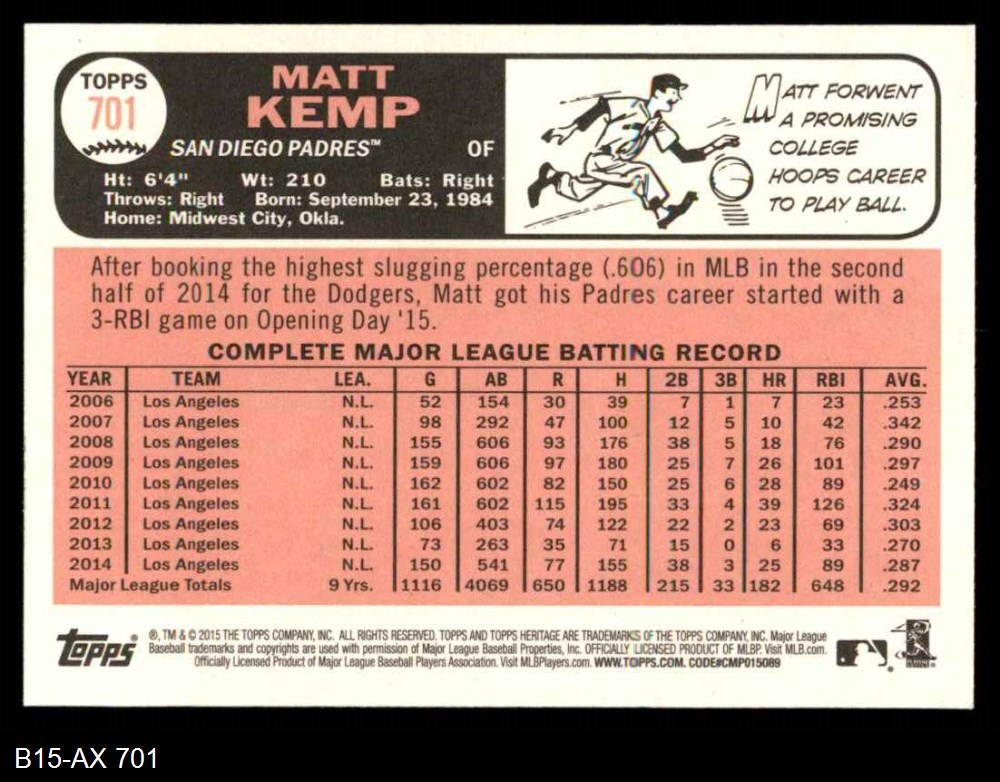 TOPPS
701
MATT
KEMP
SAN DIEGO PADRES™ OF
Ht: 6'4" Wt: 210 Bats: Right
Throws: Right Born: September 23, 1984
Home: Midwest City, Okla.
MATT FORWENT
A PROMISING
COLLEGE
HOOPS CAREER
TO PLAY BALL.
After booking the highest slugging percentage (.606) in MLB in the second
half of 2014 for the Dodgers, Matt got his Padres career started with a
3-RBI game on Opening Day '15.
COMPLETE MAJOR LEAGUE BATTING RECORD
YEAR TEAM LEA. G AB R H 2B 3B HR RBI AVG.
2006 Los Angeles N.L. 52 154 30 39 7 1 7 23 .253
2007 Los Angeles N.L. 98 292 47 100 12 5 10 42 .342
2008 Los Angeles N.L. 155 606 93 176 38 5 18 76 .290
2009 Los Angeles N.L. 159 606 97 180 25 7 26 101 .297
2010 Los Angeles N.L. 162 602 82 150 25 6 28 89 .249
2011 Los Angeles N.L. 161 602 115 195 33 4 39 126 .324
2012 Los Angeles N.L. 106 403 74 122 22 2 23 69 .303
2013 Los Angeles N.L. 73 263 35 71 15 0 6 33 .270
2014 Los Angeles N.L. 150 541 77 155 38 3 25 89 .287
Major League Totals 9 Yrs. 1116 4069 650 1188 215 33 182 648 .292
Topps®
®, TM & © 2015 THE TOPPS COMPANY, INC. ALL RIGHTS RESERVED. TOPPS AND TOPPS HERITAGE ARE TRADEMARKS OF THE TOPPS COMPANY, INC. Major League
Baseball trademarks and copyrights are used with permission of Major League Baseball Properties, Inc. OFFICIALLY LICENSED PRODUCT OF MLBP. Visit MLB.com.
Officially Licensed Product of Major League Baseball Players Association. Visit MLBPlayers.com. WWW.TOPPS.COM. CODE#CMP015089
B15-AX 701